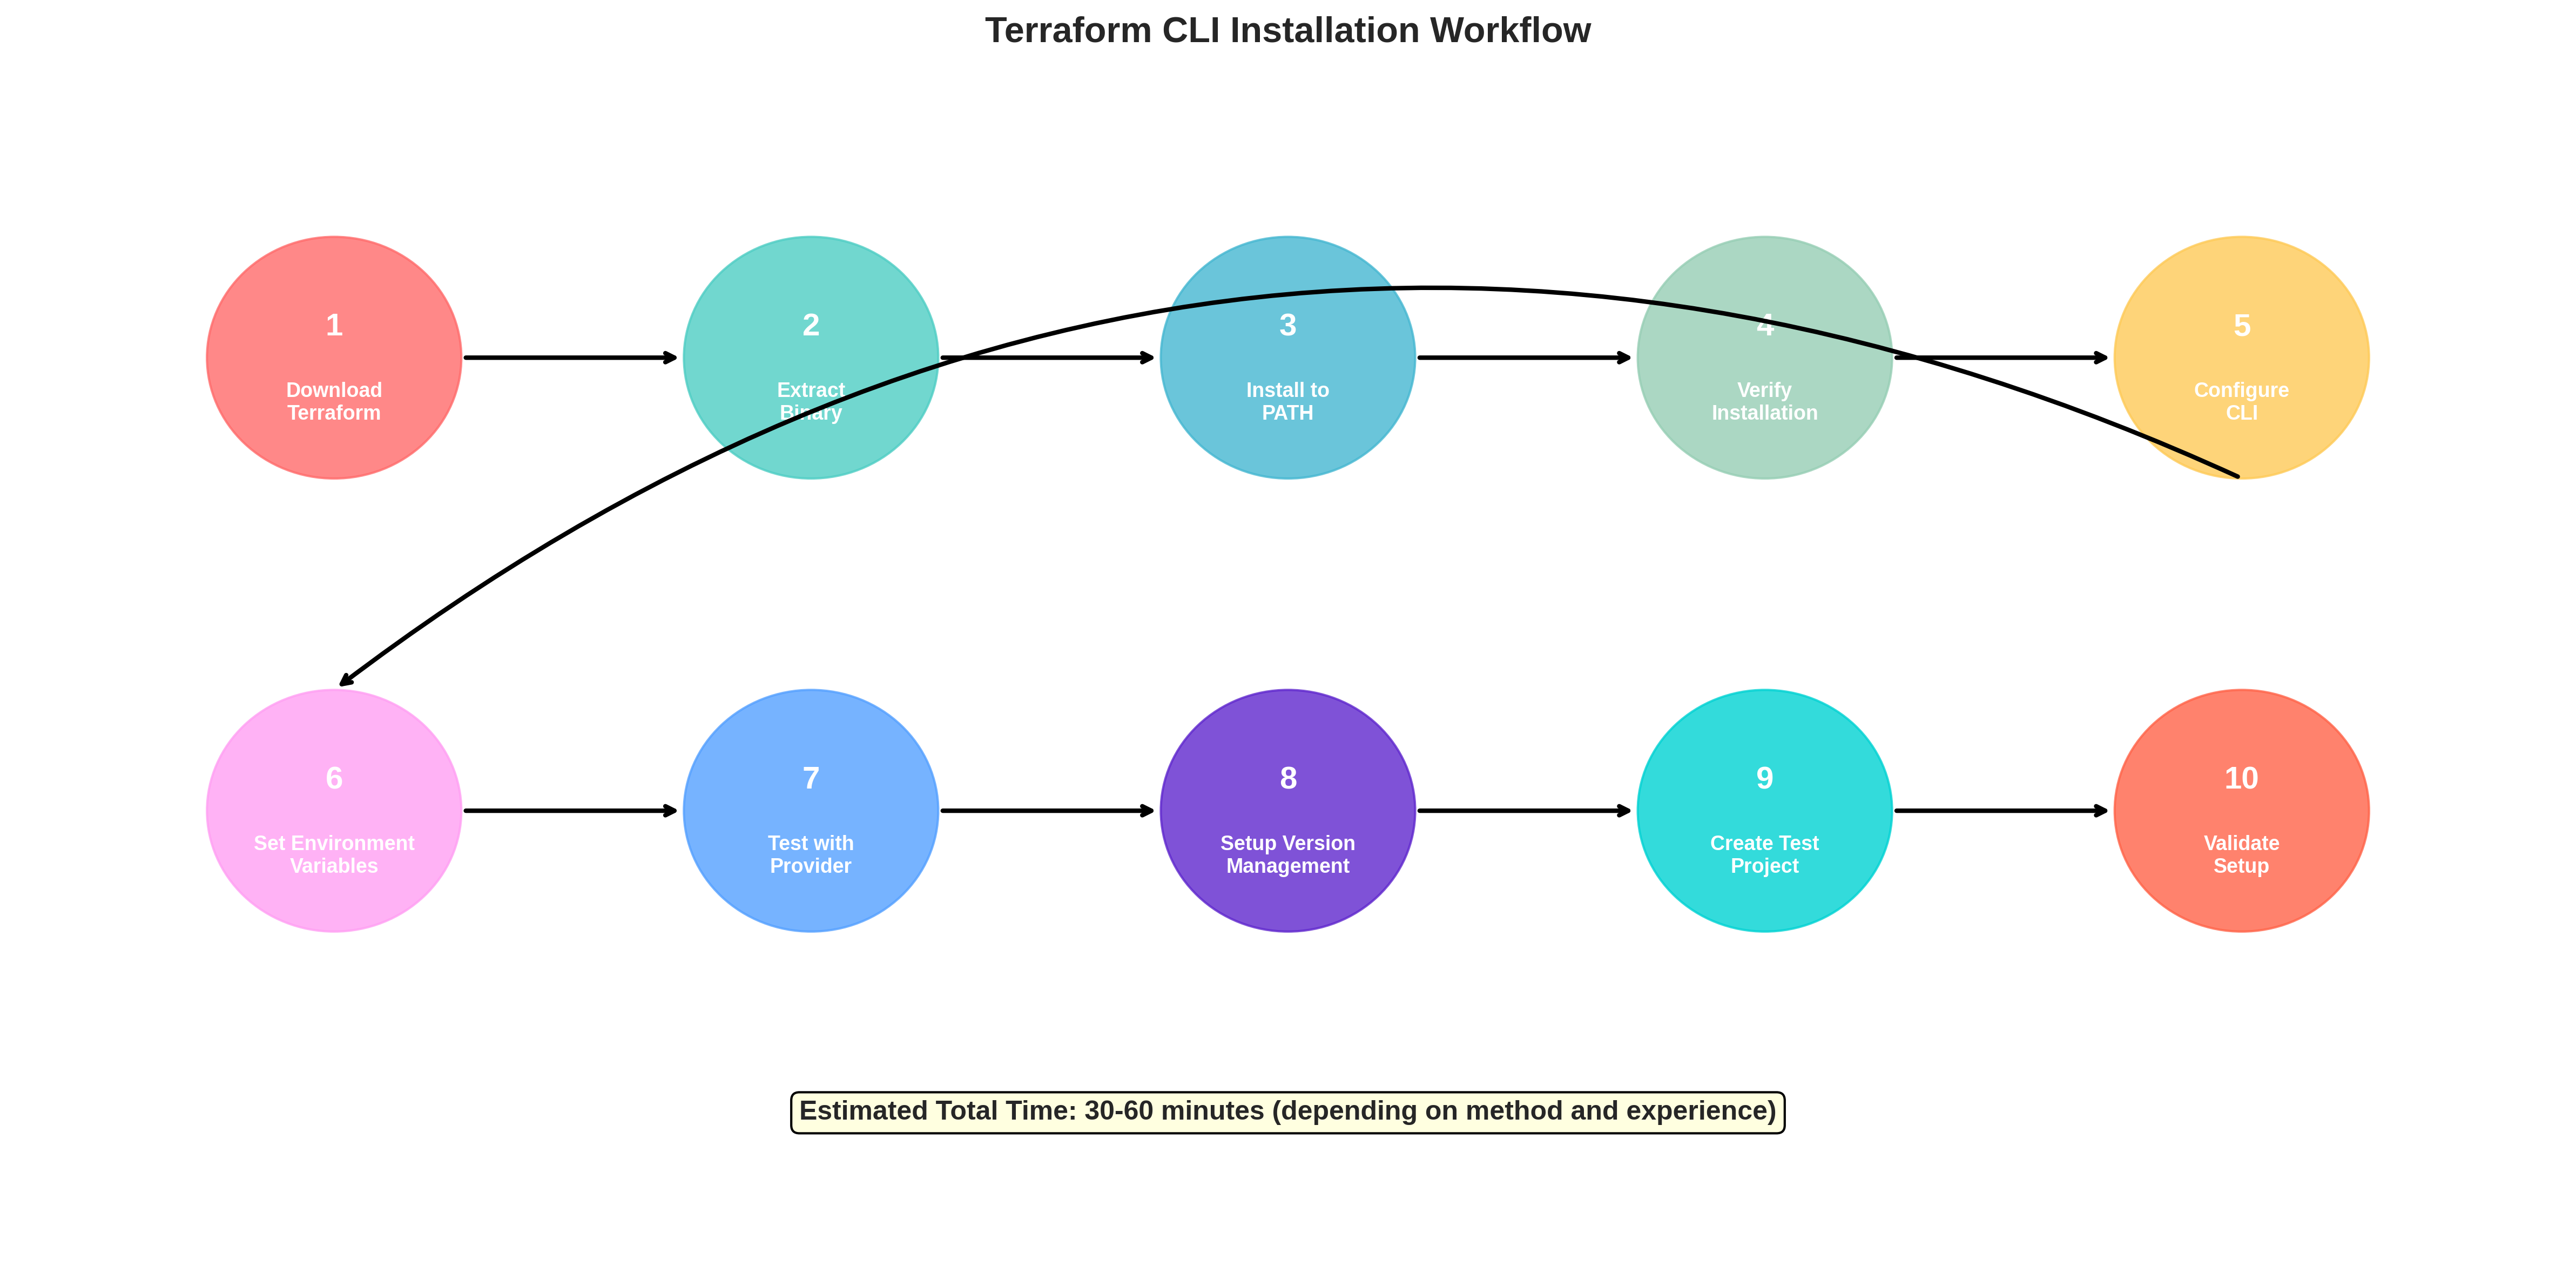 Terraform CLI Installation Workflow
1
Download
Terraform
2
Extract
Binary
3
Install to
PATH
4
Verify
Installation
5
Configure
CLI
6
Set Environment
Variables
7
Test with
Provider
8
Setup Version
Management
9
Create Test
Project
10
Validate
Setup
Estimated Total Time: 30-60 minutes (depending on method and experience)